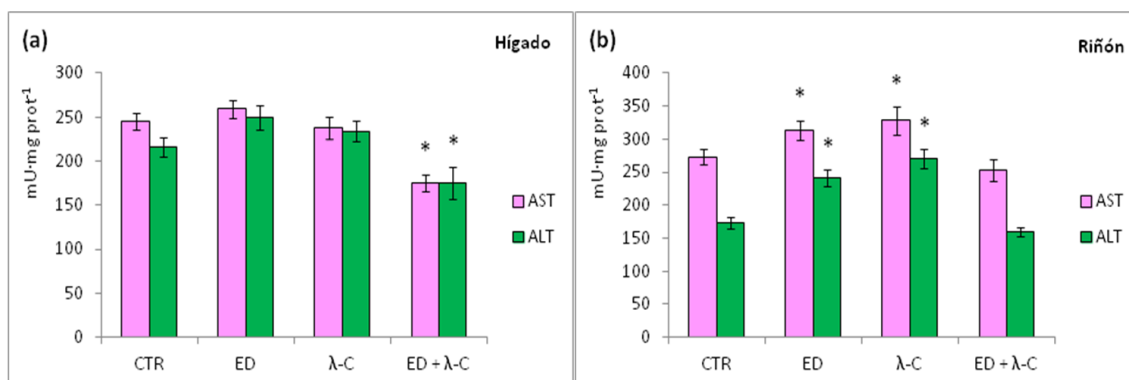 (a)
Hígado
mU·mg prot⁻¹
300
250
200
150
100
50
0
* *
CTR ED λ-C ED + λ-C
AST
ALT
(b)
Riñón
mU·mg prot⁻¹
400
350
300
250
200
150
100
50
0
* * * *
CTR ED λ-C ED + λ-C
AST
ALT